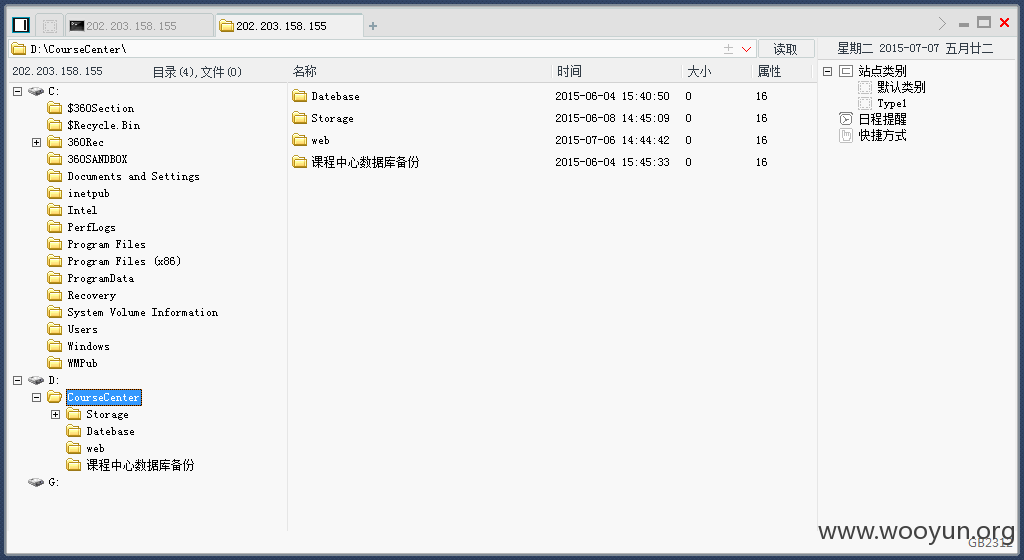 202.203.158.155
202.203.158.155
D:\CourseCenter\
读取
星期二 2015-07-07 五月廿二
202.203.158.155
目录(4),文件(0)
名称 时间 大小 属性
C:
$360Section
$Recycle.Bin
360Rec
360SANDBOX
Documents and Settings
inetpub
Intel
PerfLogs
Program Files
Program Files (x86)
ProgramData
Recovery
System Volume Information
Users
Windows
WMPub
D:
CourseCenter
Storage
Datebase
web
课程中心数据库备份
G:
Datebase 2015-06-04 15:40:50 0 16
Storage 2015-06-08 14:45:09 0 16
web 2015-07-06 14:44:42 0 16
课程中心数据库备份 2015-06-04 15:45:33 0 16
站点类别
默认类别
Type1
日程提醒
快捷方式
www.wooyun.org
GB2312